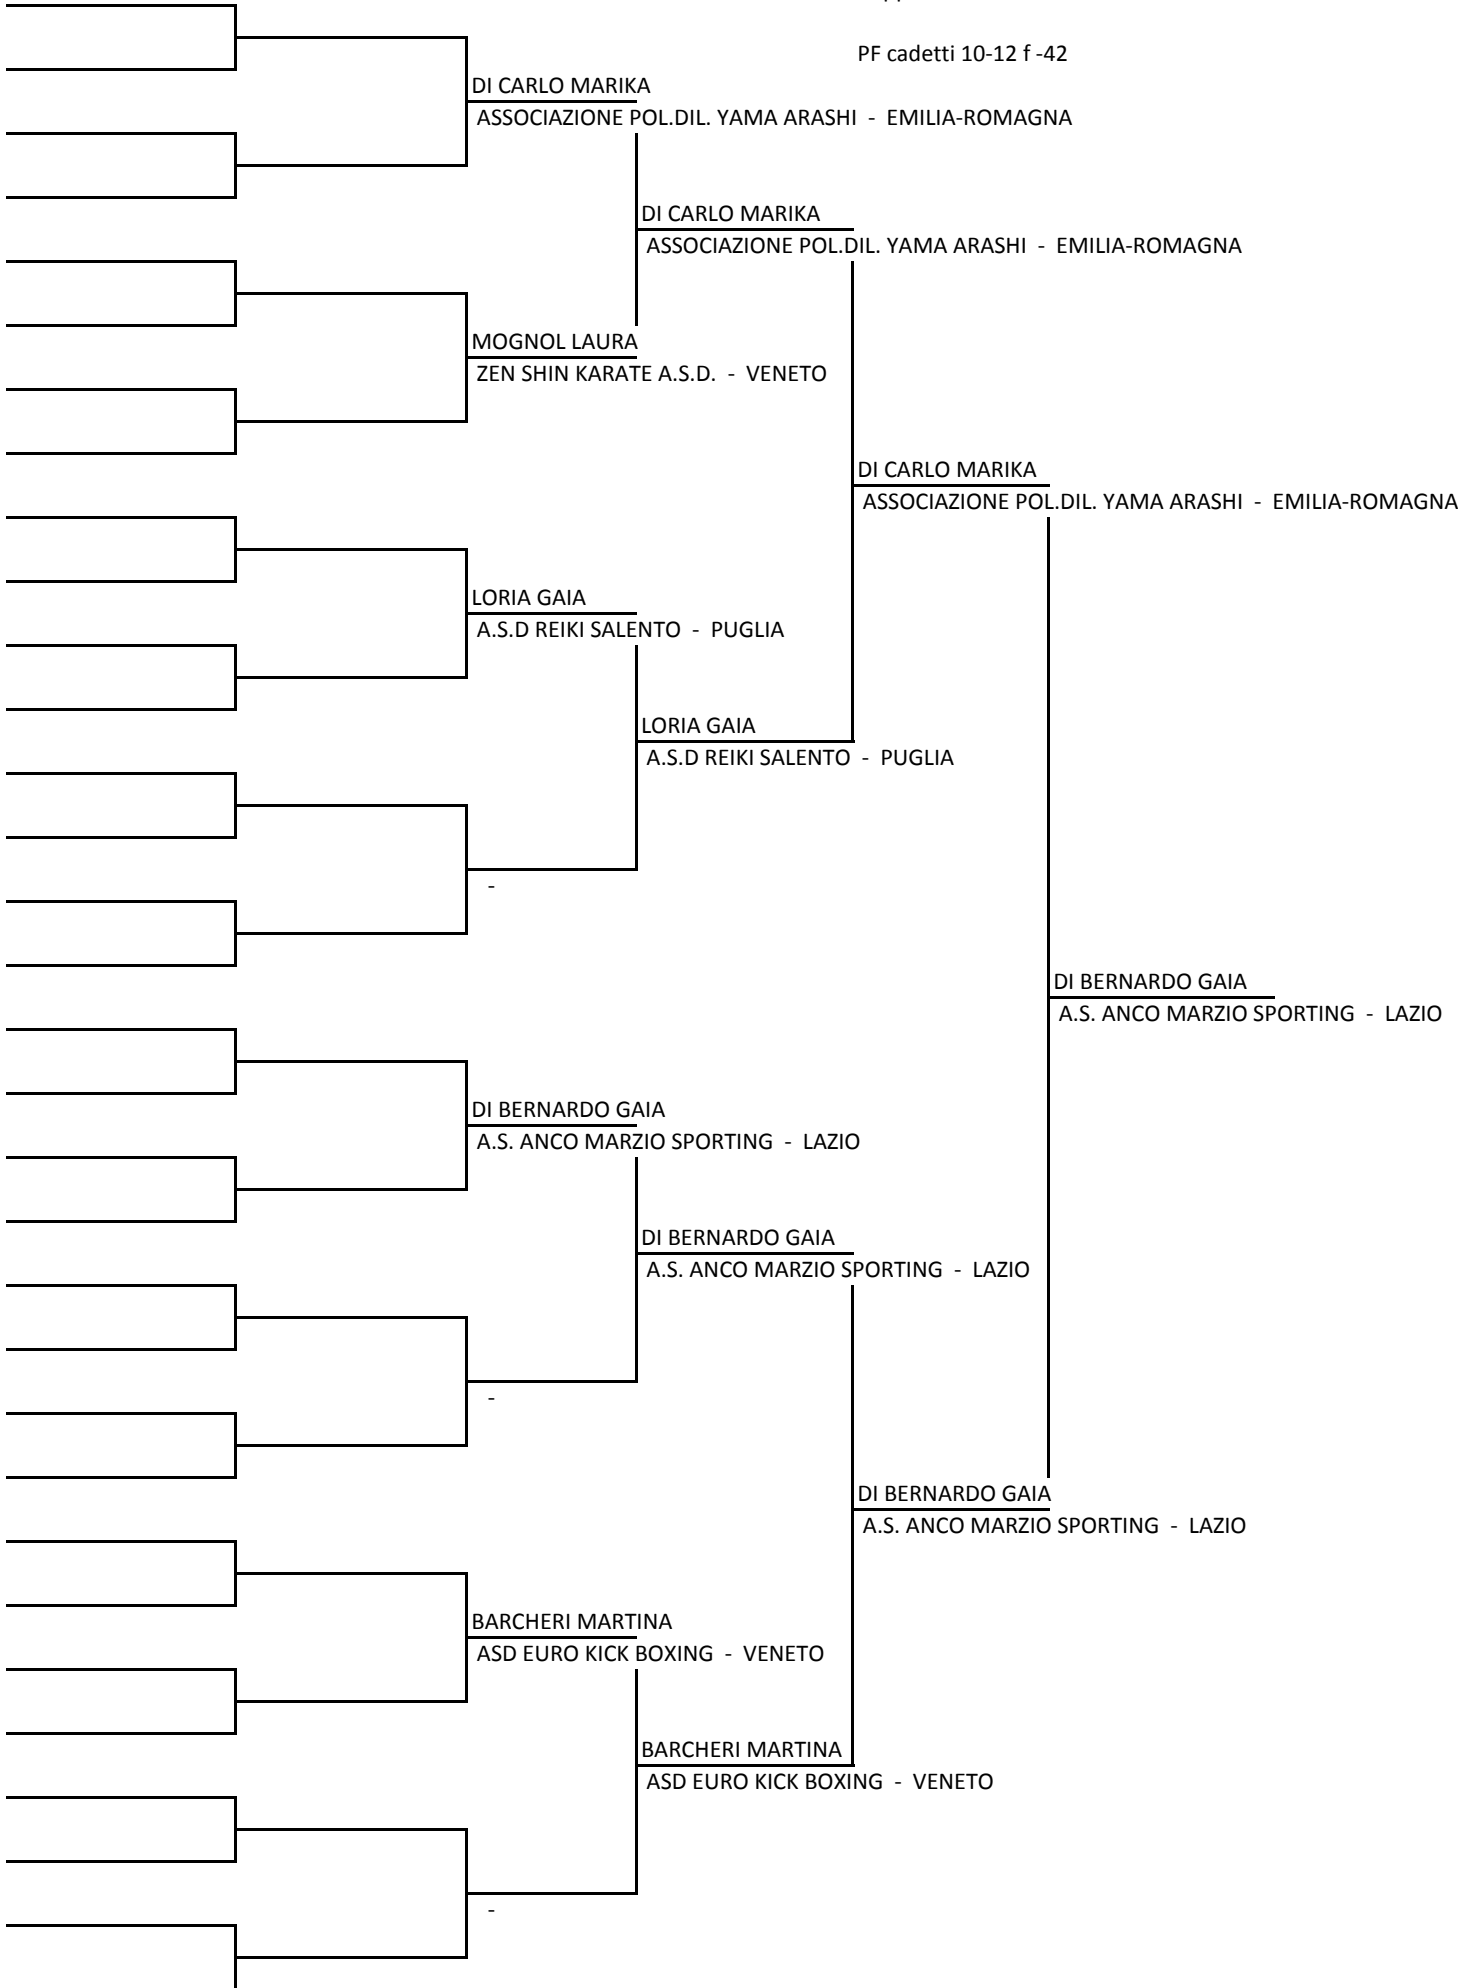 PF cadetti 10-12 f -42
DI CARLO MARIKA
ASSOCIAZIONE POL.DIL. YAMA ARASHI - EMILIA-ROMAGNA
DI CARLO MARIKA
ASSOCIAZIONE POL.DIL. YAMA ARASHI - EMILIA-ROMAGNA
MOGNOL LAURA
ZEN SHIN KARATE A.S.D. - VENETO
DI CARLO MARIKA
ASSOCIAZIONE POL.DIL. YAMA ARASHI - EMILIA-ROMAGNA
LORIA GAIA
A.S.D REIKI SALENTO - PUGLIA
LORIA GAIA
A.S.D REIKI SALENTO - PUGLIA
-
DI BERNARDO GAIA
A.S. ANCO MARZIO SPORTING - LAZIO
DI BERNARDO GAIA
A.S. ANCO MARZIO SPORTING - LAZIO
DI BERNARDO GAIA
A.S. ANCO MARZIO SPORTING - LAZIO
-
DI BERNARDO GAIA
A.S. ANCO MARZIO SPORTING - LAZIO
BARCHERI MARTINA
ASD EURO KICK BOXING - VENETO
BARCHERI MARTINA
ASD EURO KICK BOXING - VENETO
-